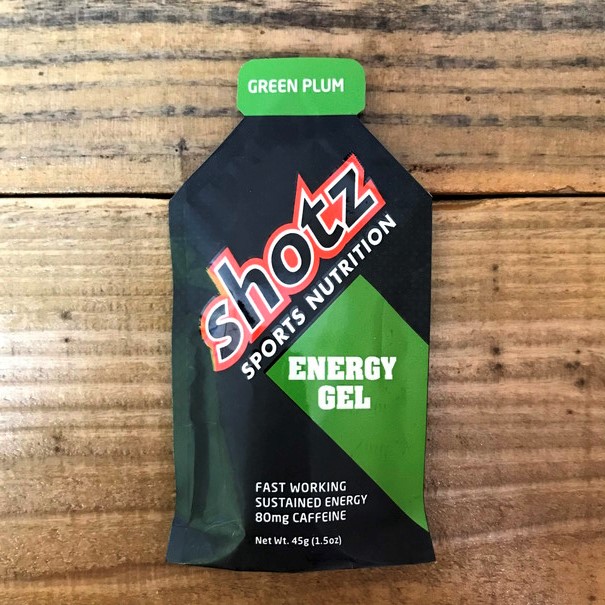 GREEN PLUM
shotz
SPORTS NUTRITION
ENERGY
GEL
FAST WORKING
SUSTAINED ENERGY
80mg CAFFEINE
Net Wt. 45g (1.5oz)